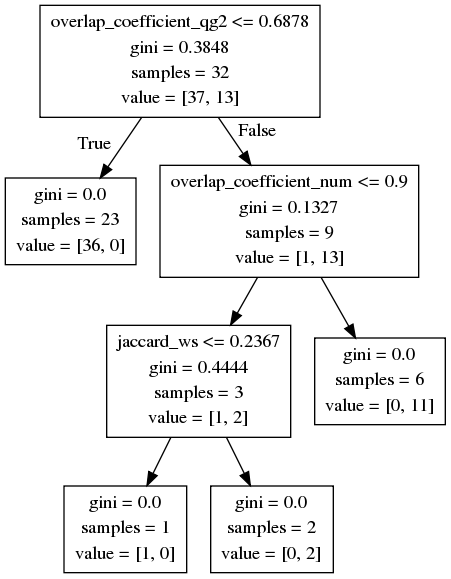 overlap_coefficient_qg2 <= 0.6878
gini = 0.3848
samples = 32
value = [37, 13]
True
False
gini = 0.0
samples = 23
value = [36, 0]
overlap_coefficient_num <= 0.9
gini = 0.1327
samples = 9
value = [1, 13]
jaccard_ws <= 0.2367
gini = 0.4444
samples = 3
value = [1, 2]
gini = 0.0
samples = 6
value = [0, 11]
gini = 0.0
samples = 1
value = [1, 0]
gini = 0.0
samples = 2
value = [0, 2]